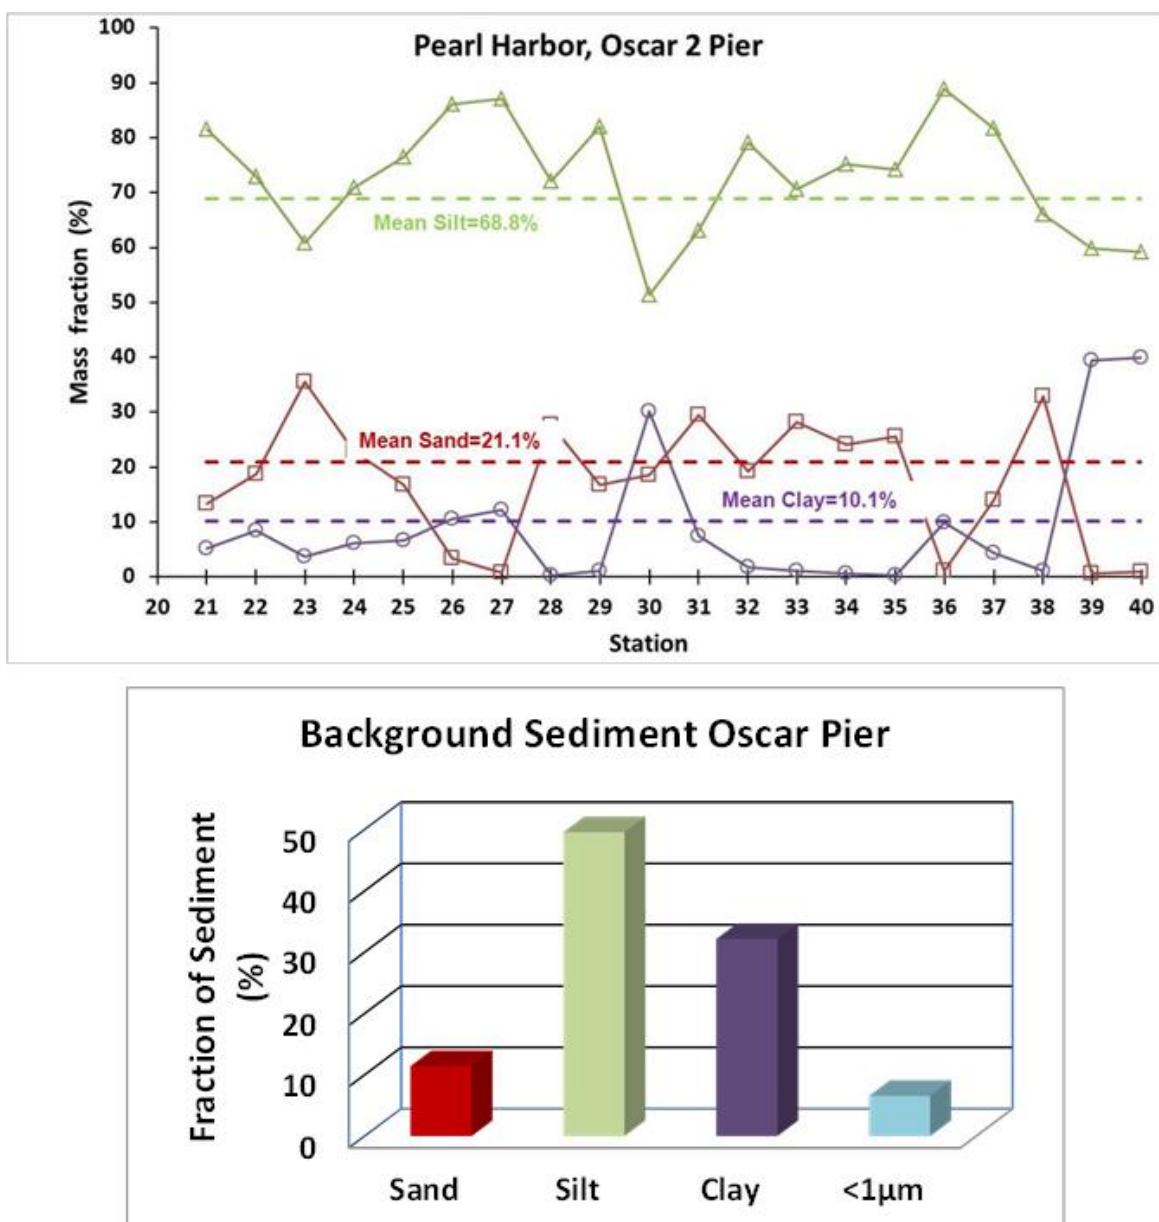 Pearl Harbor, Oscar 2 Pier
Mass fraction (%)
100
90
80
70
60
50
40
30
20
10
0
Mean Silt=68.8%
Mean Sand=21.1%
Mean Clay=10.1%
20 21 22 23 24 25 26 27 28 29 30 31 32 33 34 35 36 37 38 39 40
Station
Background Sediment Oscar Pier
Fraction of Sediment
(%)
50
40
30
20
10
0
Sand Silt Clay <1µm